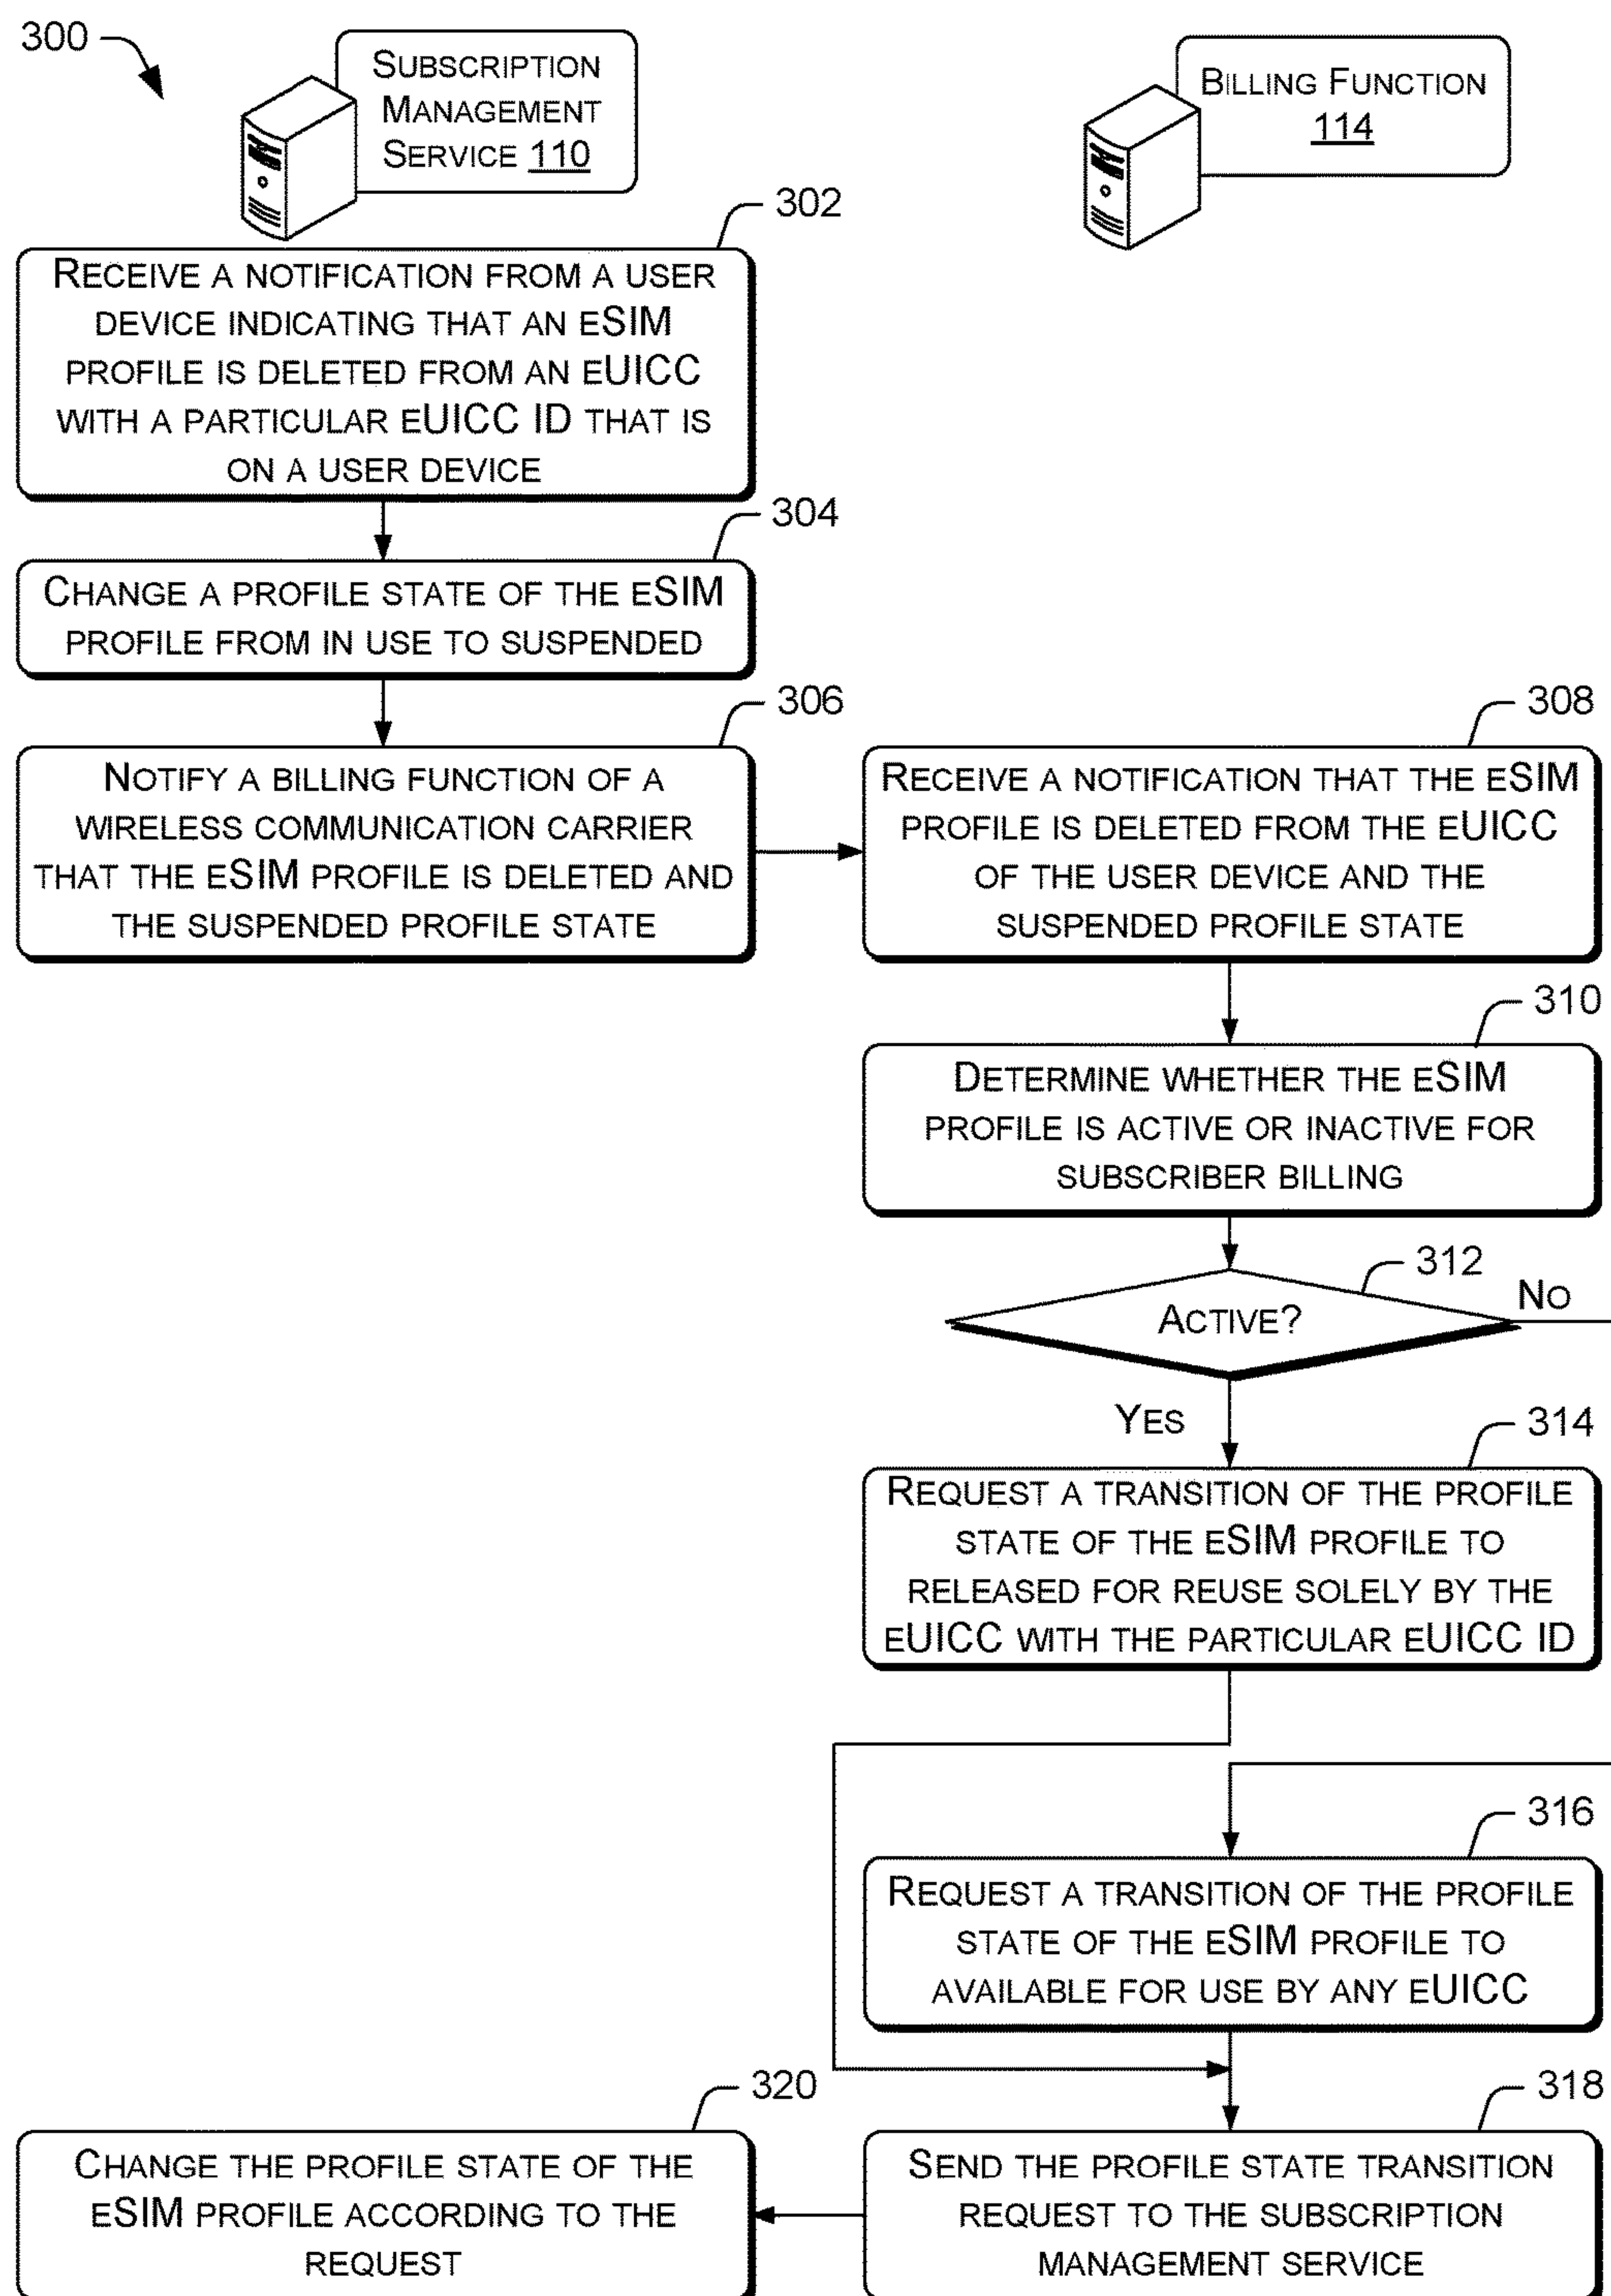 300
SUBSCRIPTION
MANAGEMENT
SERVICE 110
BILLING FUNCTION
114
302
RECEIVE A NOTIFICATION FROM A USER
DEVICE INDICATING THAT AN ESIM
PROFILE IS DELETED FROM AN EUICC
WITH A PARTICULAR EUICC ID THAT IS
ON A USER DEVICE
304
CHANGE A PROFILE STATE OF THE ESIM
PROFILE FROM IN USE TO SUSPENDED
306
NOTIFY A BILLING FUNCTION OF A
WIRELESS COMMUNICATION CARRIER
THAT THE ESIM PROFILE IS DELETED AND
THE SUSPENDED PROFILE STATE
308
RECEIVE A NOTIFICATION THAT THE ESIM
PROFILE IS DELETED FROM THE EUICC
OF THE USER DEVICE AND THE
SUSPENDED PROFILE STATE
310
DETERMINE WHETHER THE ESIM
PROFILE IS ACTIVE OR INACTIVE FOR
SUBSCRIBER BILLING
312
ACTIVE?
NO
YES
314
REQUEST A TRANSITION OF THE PROFILE
STATE OF THE ESIM PROFILE TO
RELEASED FOR REUSE SOLELY BY THE
EUICC WITH THE PARTICULAR EUICC ID
316
REQUEST A TRANSITION OF THE PROFILE
STATE OF THE ESIM PROFILE TO
AVAILABLE FOR USE BY ANY EUICC
318
SEND THE PROFILE STATE TRANSITION
REQUEST TO THE SUBSCRIPTION
MANAGEMENT SERVICE
320
CHANGE THE PROFILE STATE OF THE
ESIM PROFILE ACCORDING TO THE
REQUEST